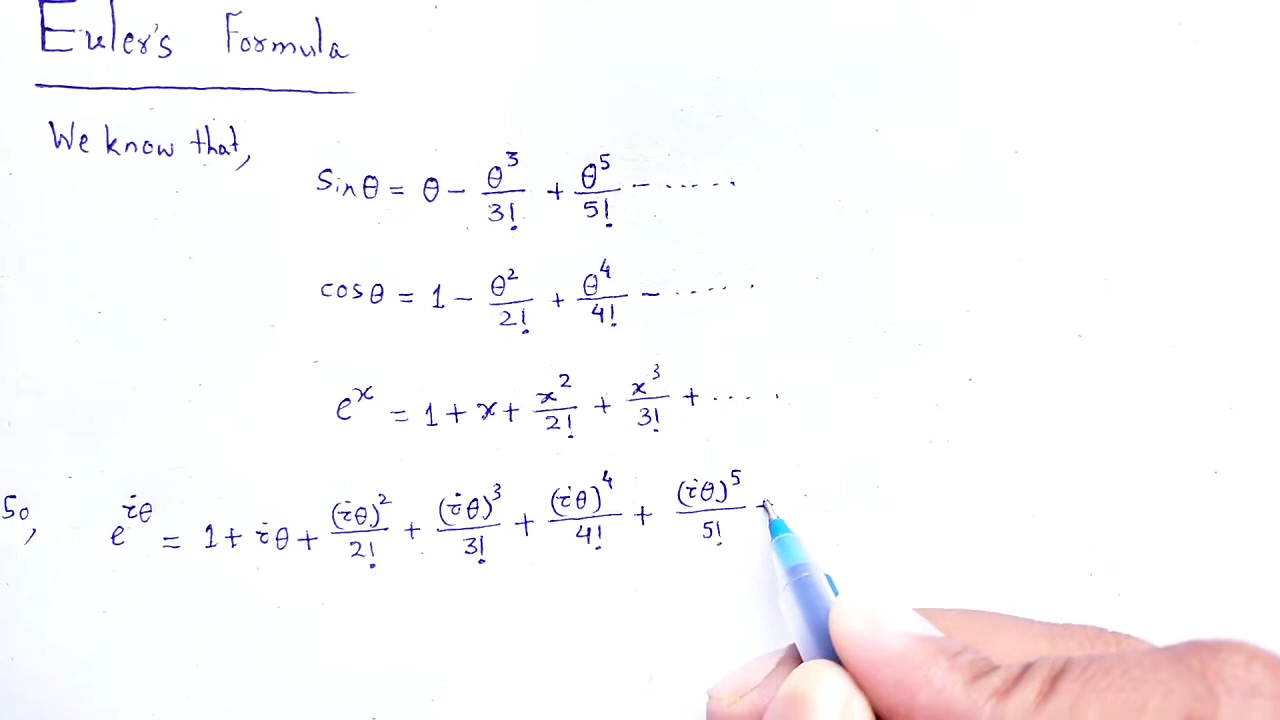 Euler's Formula
We know that,
sinθ = θ - θ³/3! + θ⁵/5! - ......
cosθ = 1 - θ²/2! + θ⁴/4! - ......
eˣ = 1 + x + x²/2! + x³/3! + .....
So, e^{iθ} = 1 + iθ + (iθ)²/2! + (iθ)³/3! + (iθ)⁴/4! + (iθ)⁵/5! +